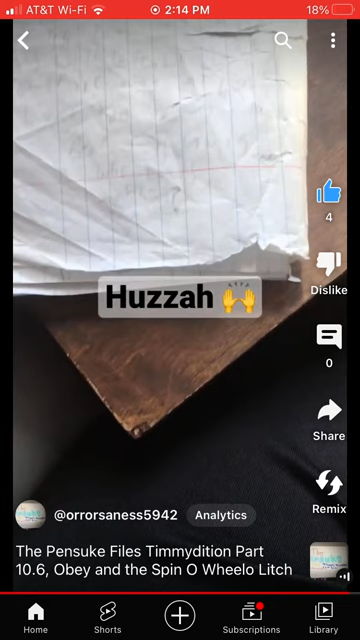 AT&T Wi-Fi
2:14 PM
18%
Huzzah 🙌
4
Dislike
0
Share
Remix
@orrorsaness5942
Analytics
The Pensuke Files Timmydition Part
10.6, Obey and the Spin O Wheelo Litch
Home
Shorts
Subscriptions
Library